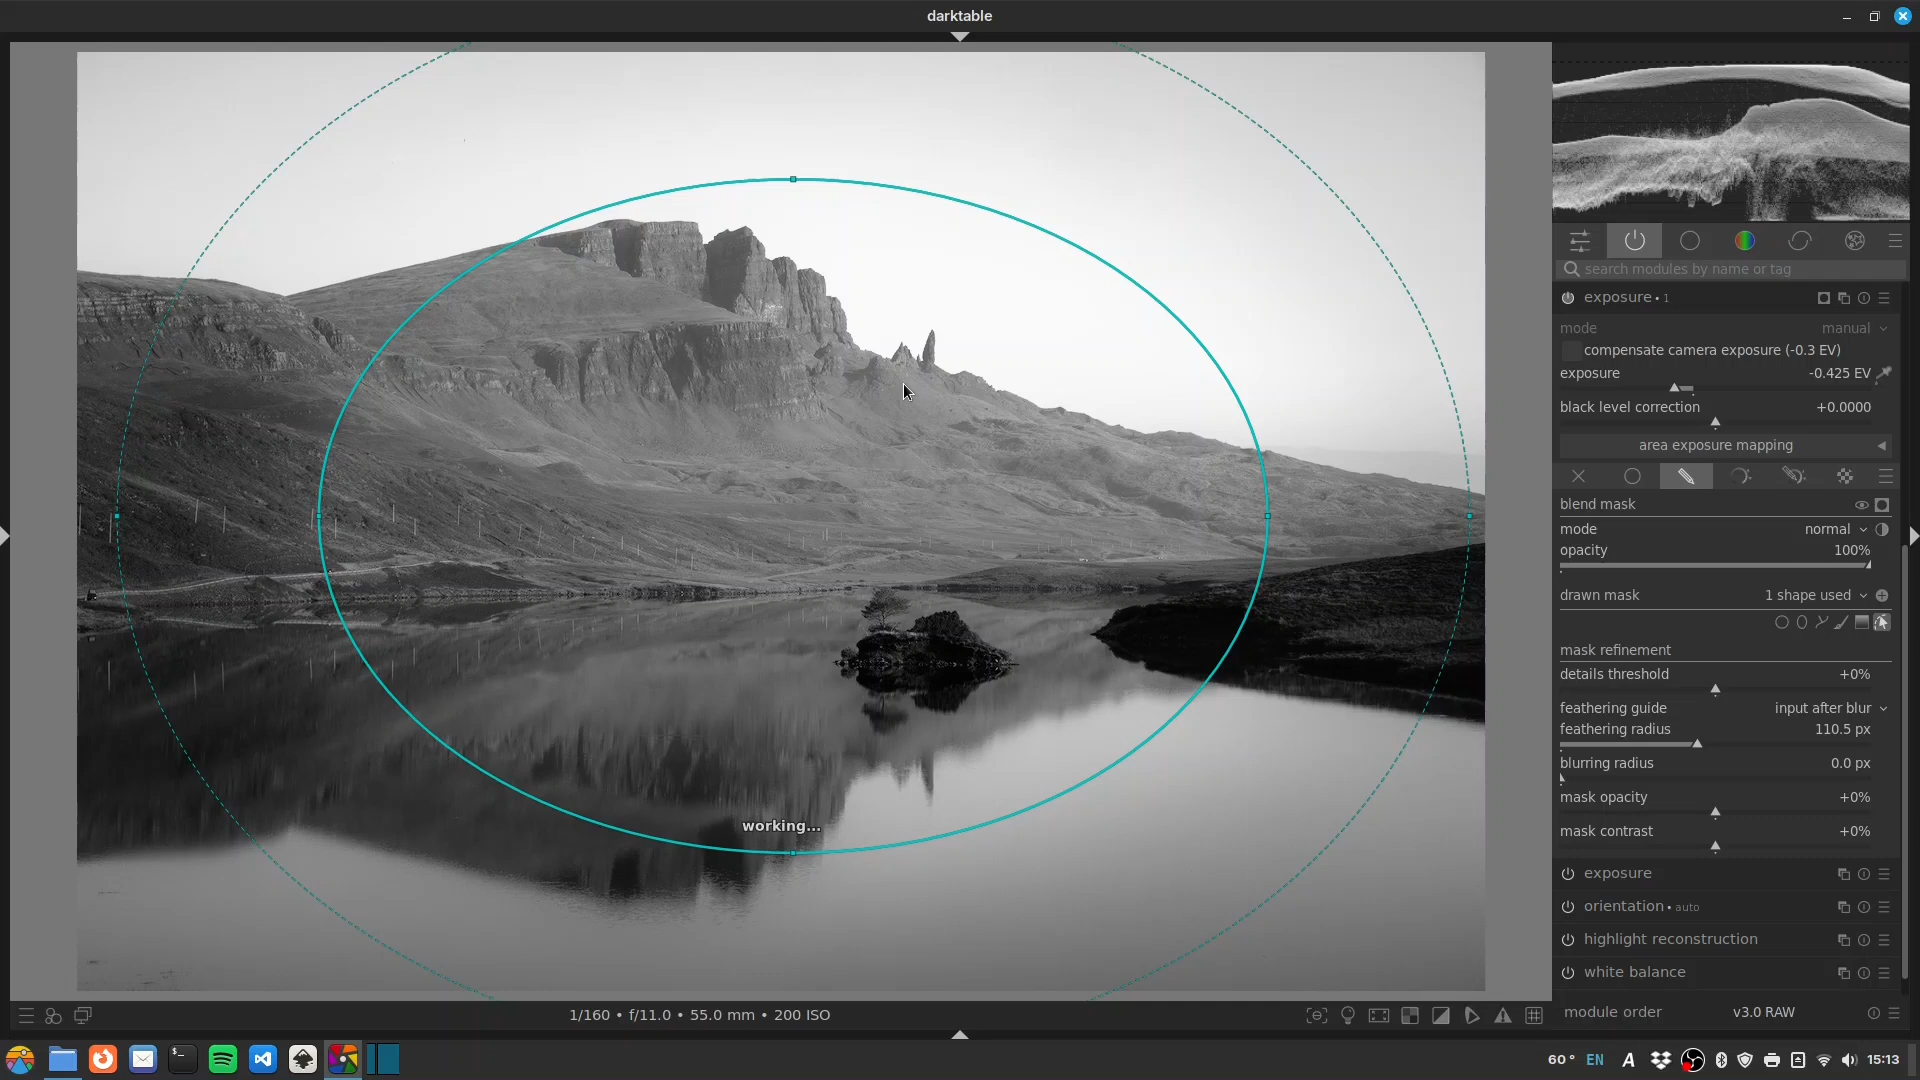 darktable
search modules by name or tag
exposure • 1
mode manual
compensate camera exposure (-0.3 EV)
exposure -0.425 EV
black level correction +0.0000
area exposure mapping
blend mask
mode normal
opacity 100%
drawn mask 1 shape used
mask refinement
details threshold +0%
feathering guide input after blur
feathering radius 110.5 px
blurring radius 0.0 px
mask opacity +0%
mask contrast +0%
working...
exposure
orientation • auto
highlight reconstruction
white balance
module order v3.0 RAW
1/160 • f/11.0 • 55.0 mm • 200 ISO
60 ° EN A 15:13